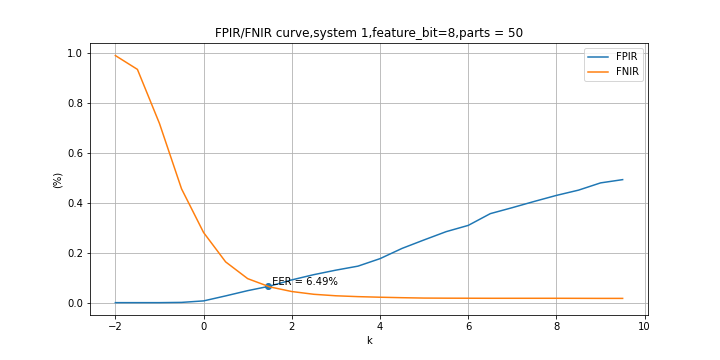 FPIR/FNIR curve,system 1,feature_bit=8,parts = 50
FPIR
FNIR
1.0
0.8
0.6
0.4
0.2
0.0
(%)
EER = 6.49%
−2
0
2
4
6
8
10
k